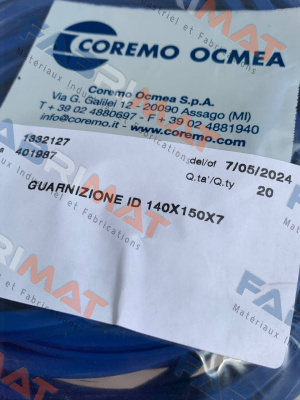 COREMO OCMEA
Coremo Ocmea S.p.A.
Via G. Galilei 12 - 20090 Assago (MI)
T + 39 02 4880697 - F + 39 02 4881940
info@coremo.it - www.coremo.com
1332127
del/of 7/05/2024
401987
Q.ta'/Q.ty 20
GUARNIZIONE ID 140X150X7
FABRIMAT
Matériaux Industriel et Fabrications